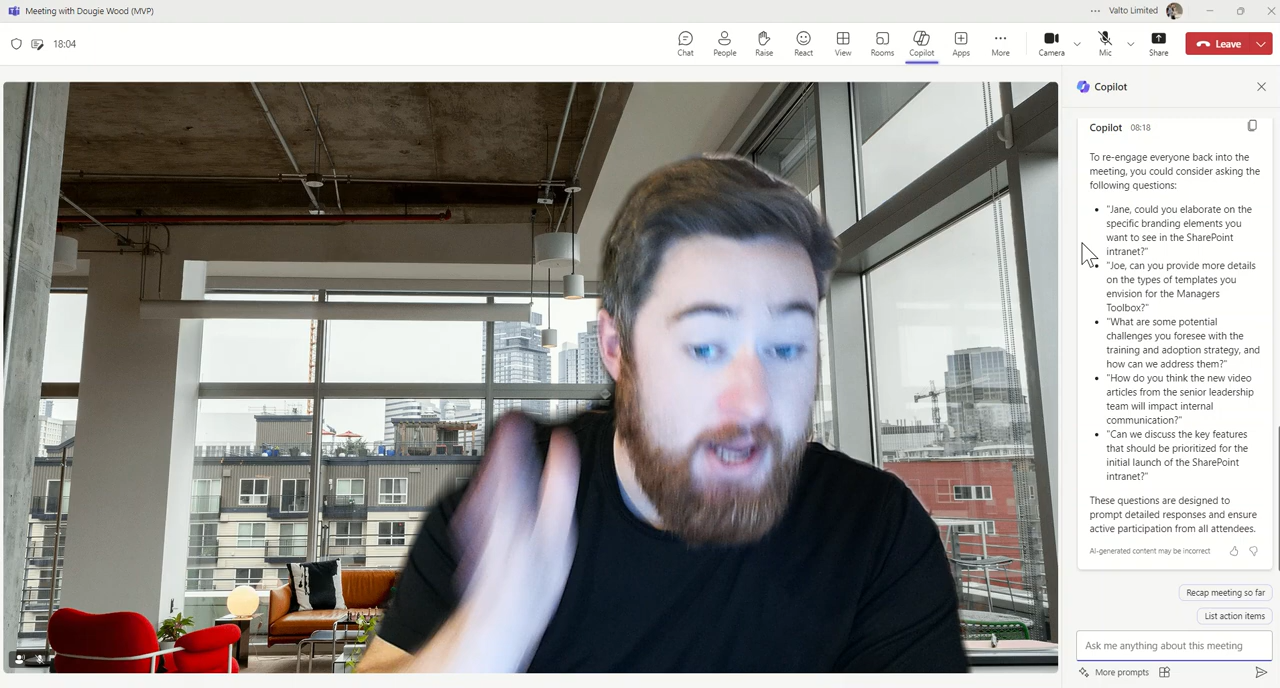 Meeting with Dougie Wood (MVP)
Valto Limited
18:04
Chat
People
Raise
React
View
Rooms
Copilot
Apps
More
Camera
Mic
Share
Leave
Copilot
Copilot 08:18
To re-engage everyone back into the
meeting, you could consider asking the
following questions:
"Jane, could you elaborate on the
specific branding elements you
want to see in the SharePoint
intranet?"
"Joe, can you provide more details
on the types of templates you
envision for the Managers
Toolbox?"
"What are some potential
challenges you foresee with the
training and adoption strategy, and
how can we address them?"
"How do you think the new video
articles from the senior leadership
team will impact internal
communication?"
"Can we discuss the key features
that should be prioritized for the
initial launch of the SharePoint
intranet?"
These questions are designed to
prompt detailed responses and ensure
active participation from all attendees.
AI-generated content may be incorrect
Recap meeting so far
List action items
Ask me anything about this meeting
More prompts